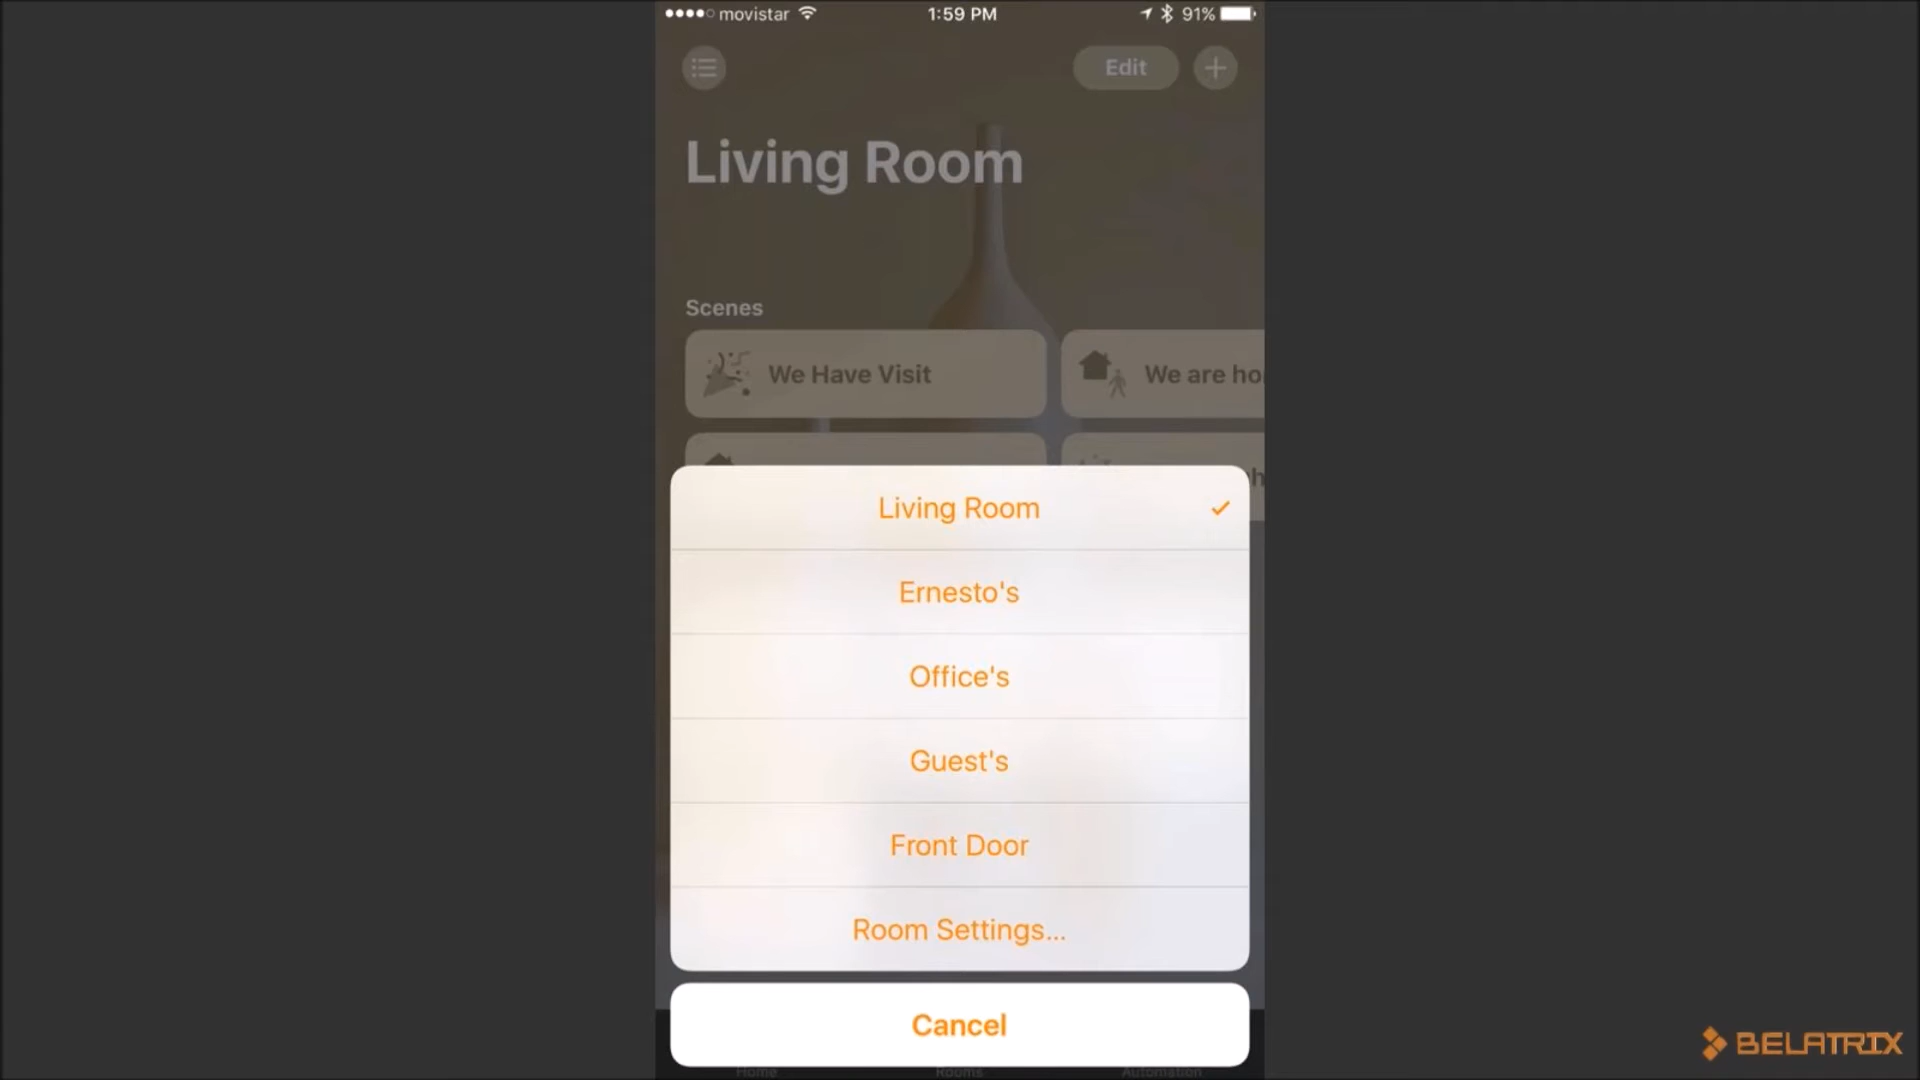 movistar 1:59 PM 91%
Edit
Living Room
Scenes
We Have Visit
We are ho
Living Room
Ernesto's
Office's
Guest's
Front Door
Room Settings...
Cancel
Home Rooms Automation
BELATRIX